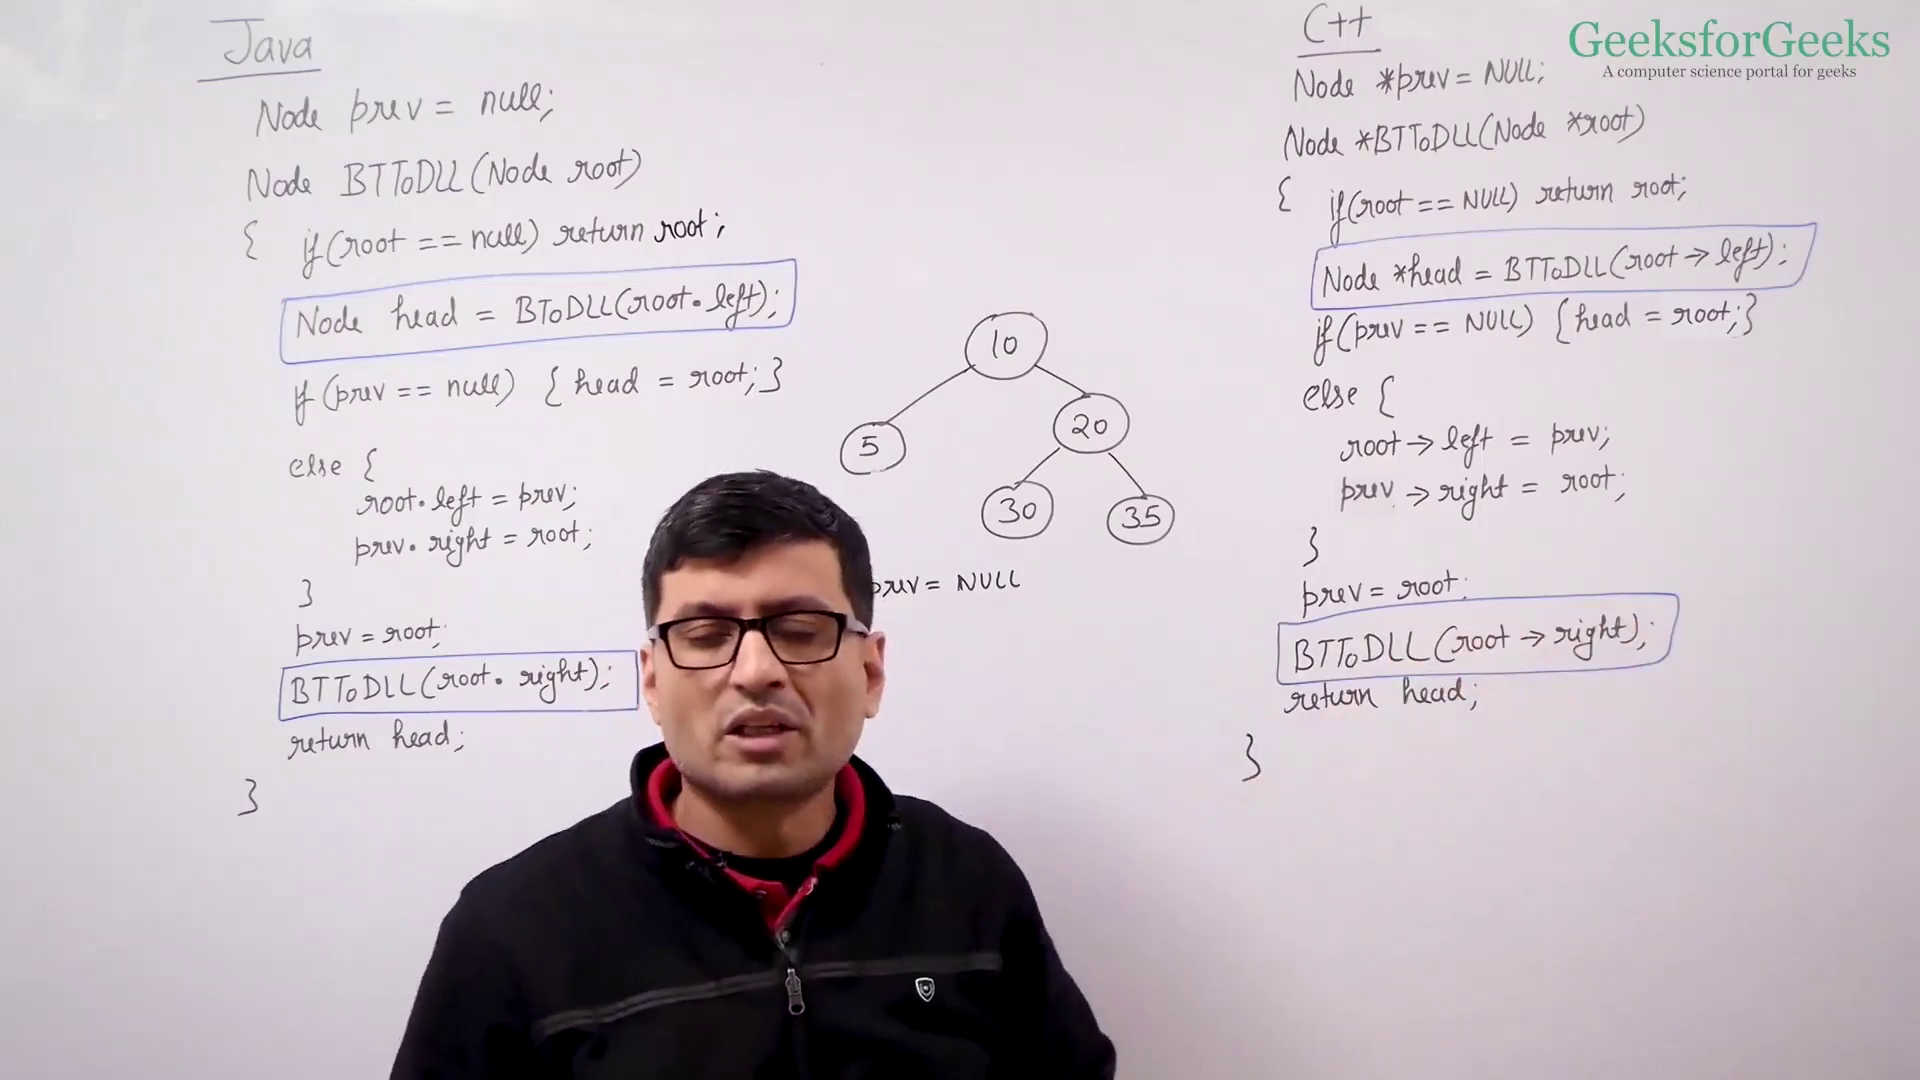 Java
Node prev = null;
Node BTToDLL(Node root)
{ if(root == null) return root;
Node head = BToDLL(root.left);
if(prev == null) {head = root;}
else {
root.left = prev;
prev.right = root;
}
prev = root;
BTToDLL(root.right);
return head;
}
10
5
20
30
35
prev = NULL
C++
Node *prev = NULL;
Node *BTToDLL(Node *root)
{ if(root == NULL) return root;
Node *head = BTToDLL(root → left);
if(prev == NULL) {head = root;}
else {
root → left = prev;
prev → right = root;
}
prev = root;
BTToDLL(root → right);
return head;
}
GeeksforGeeks
A computer science portal for geeks